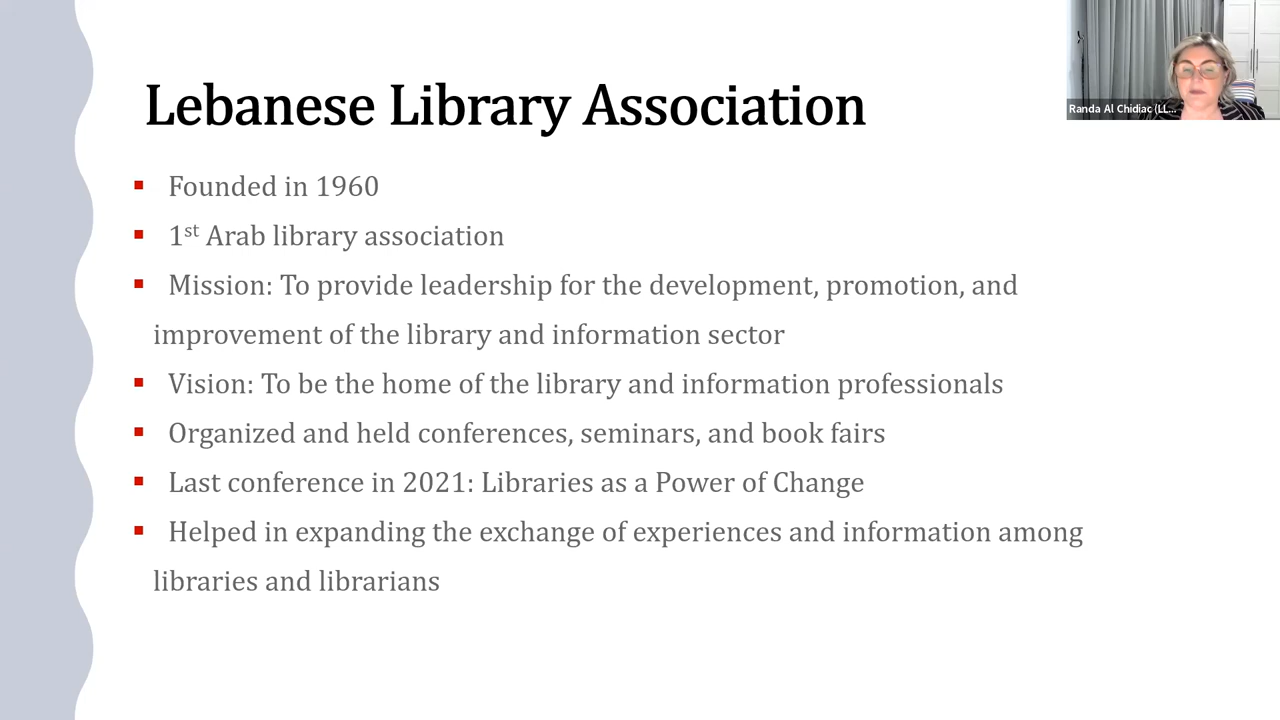 Lebanese Library Association
Randa Al Chidiac (LL...
▪ Founded in 1960
▪ 1st Arab library association
▪ Mission: To provide leadership for the development, promotion, and
improvement of the library and information sector
▪ Vision: To be the home of the library and information professionals
▪ Organized and held conferences, seminars, and book fairs
▪ Last conference in 2021: Libraries as a Power of Change
▪ Helped in expanding the exchange of experiences and information among
libraries and librarians